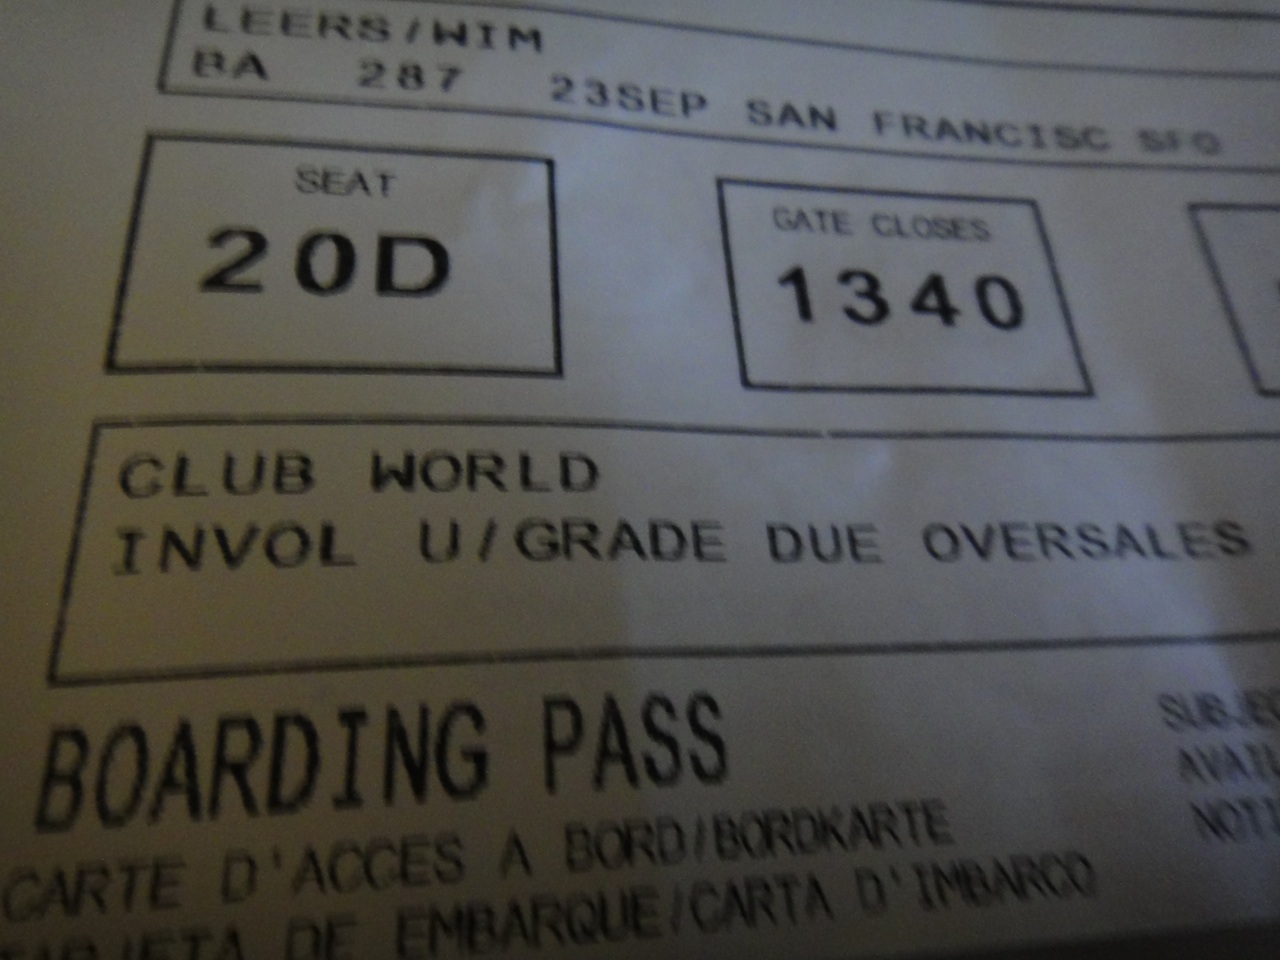 LEERS/WIM
BA 287 23SEP SAN FRANCISC SFO
SEAT
20D
GATE CLOSES
1340
CLUB WORLD
INVOL U/GRADE DUE OVERSALES
BOARDING PASS
CARTE D'ACCES A BORD/BORDKARTE
TARJETA DE EMBARQUE/CARTA D'IMBARCO